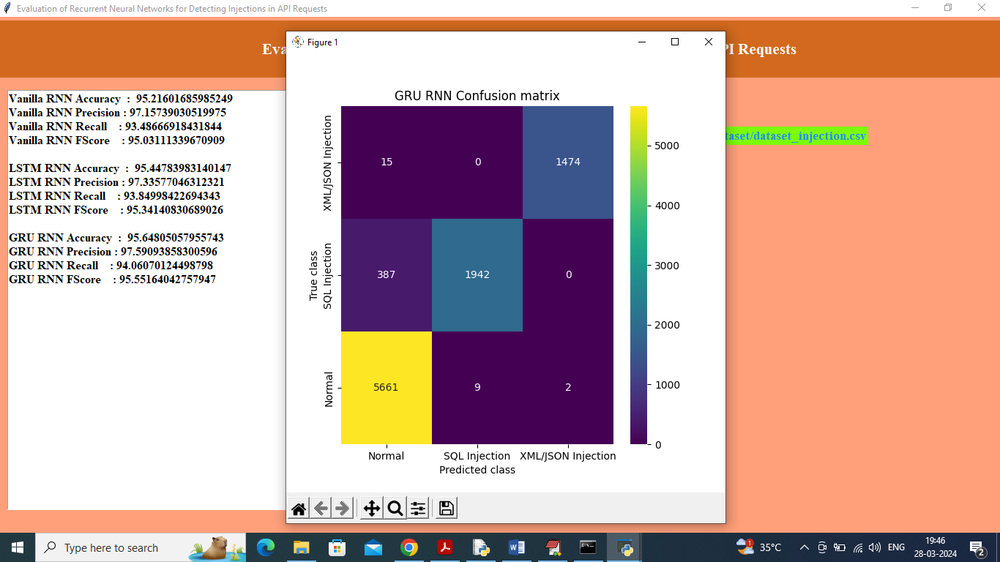 Evaluation of Recurrent Neural Networks for Detecting Injections in API Requests
Eva
PI Requests
Vanilla RNN Accuracy  :  95.21601685985249
Vanilla RNN Precision : 97.15739030519975
Vanilla RNN Recall    : 93.48666918431844
Vanilla RNN FScore    : 95.03111339670909
LSTM RNN Accuracy  :  95.44783983140147
LSTM RNN Precision : 97.33577046312321
LSTM RNN Recall    : 93.84998422694343
LSTM RNN FScore    : 95.34140830689026
GRU RNN Accuracy  :  95.64805057955743
GRU RNN Precision : 97.59093858300596
GRU RNN Recall    : 94.06070124498798
GRU RNN FScore    : 95.55164042757947
taset/dataset_injection.csv
Figure 1
GRU RNN Confusion matrix
True class
XML/JSON Injection
15 0 1474
SQL Injection
387 1942 0
Normal
5661 9 2
Normal SQL Injection XML/JSON Injection
Predicted class
5000
4000
3000
2000
1000
0
Type here to search
1
35°C
ENG
19:46
28-03-2024
2